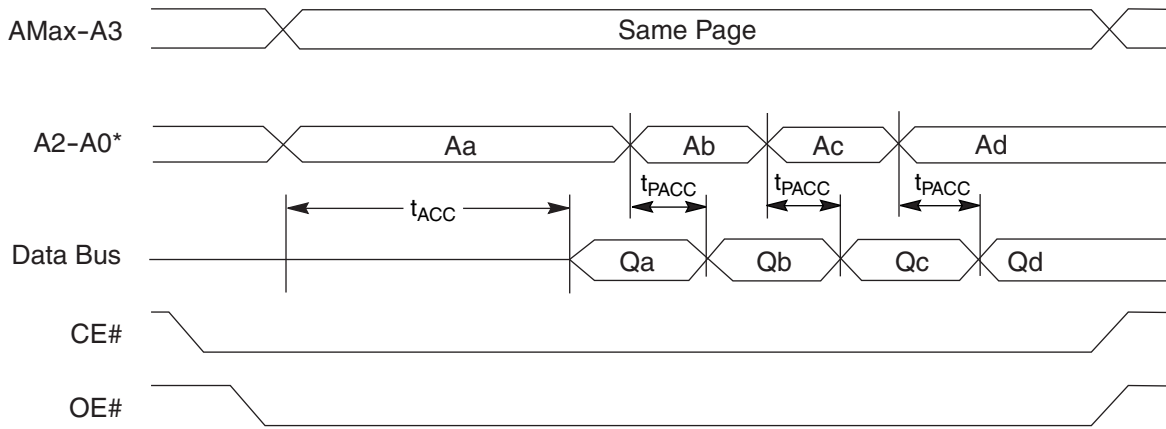 AMax-A3 Same Page
A2-A0* Aa Ab Ac Ad
tACC tPACC tPACC tPACC
Data Bus Qa Qb Qc Qd
CE#
OE#